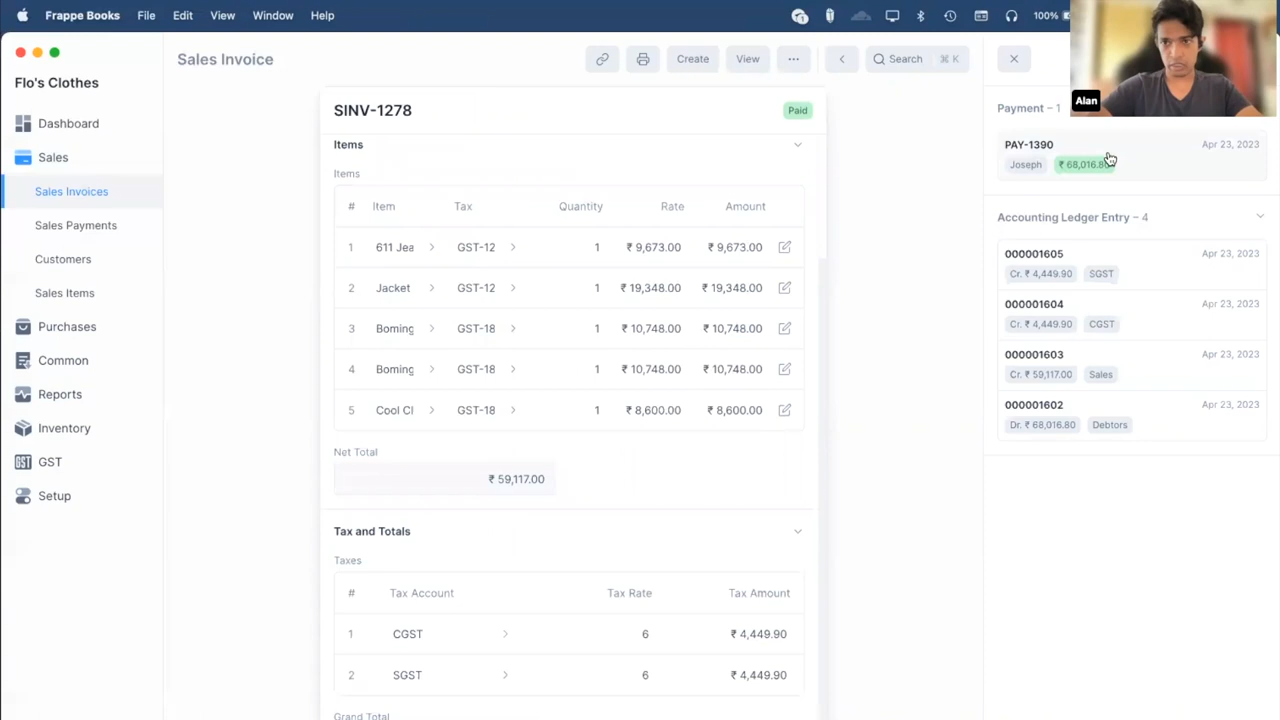 Frappe Books File Edit View Window Help 100%
Flo's Clothes
Dashboard
Sales
Sales Invoices
Sales Payments
Customers
Sales Items
Purchases
Common
Reports
Inventory
GST GST
Setup
Sales Invoice
Create View ... Search ⌘ K
SINV-1278 Paid
Items
Items
# Item Tax Quantity Rate Amount
1 611 Jea GST-12 1 ₹ 9,673.00 ₹ 9,673.00
2 Jacket GST-12 1 ₹ 19,348.00 ₹ 19,348.00
3 Boming GST-18 1 ₹ 10,748.00 ₹ 10,748.00
4 Boming GST-18 1 ₹ 10,748.00 ₹ 10,748.00
5 Cool Cl GST-18 1 ₹ 8,600.00 ₹ 8,600.00
Net Total
₹ 59,117.00
Tax and Totals
Taxes
# Tax Account Tax Rate Tax Amount
1 CGST 6 ₹ 4,449.90
2 SGST 6 ₹ 4,449.90
Grand Total
Alan
Payment – 1
PAY-1390 Apr 23, 2023
Joseph ₹ 68,016.80
Accounting Ledger Entry – 4
000001605 Apr 23, 2023
Cr. ₹ 4,449.90 SGST
000001604 Apr 23, 2023
Cr. ₹ 4,449.90 CGST
000001603 Apr 23, 2023
Cr. ₹ 59,117.00 Sales
000001602 Apr 23, 2023
Dr. ₹ 68,016.80 Debtors